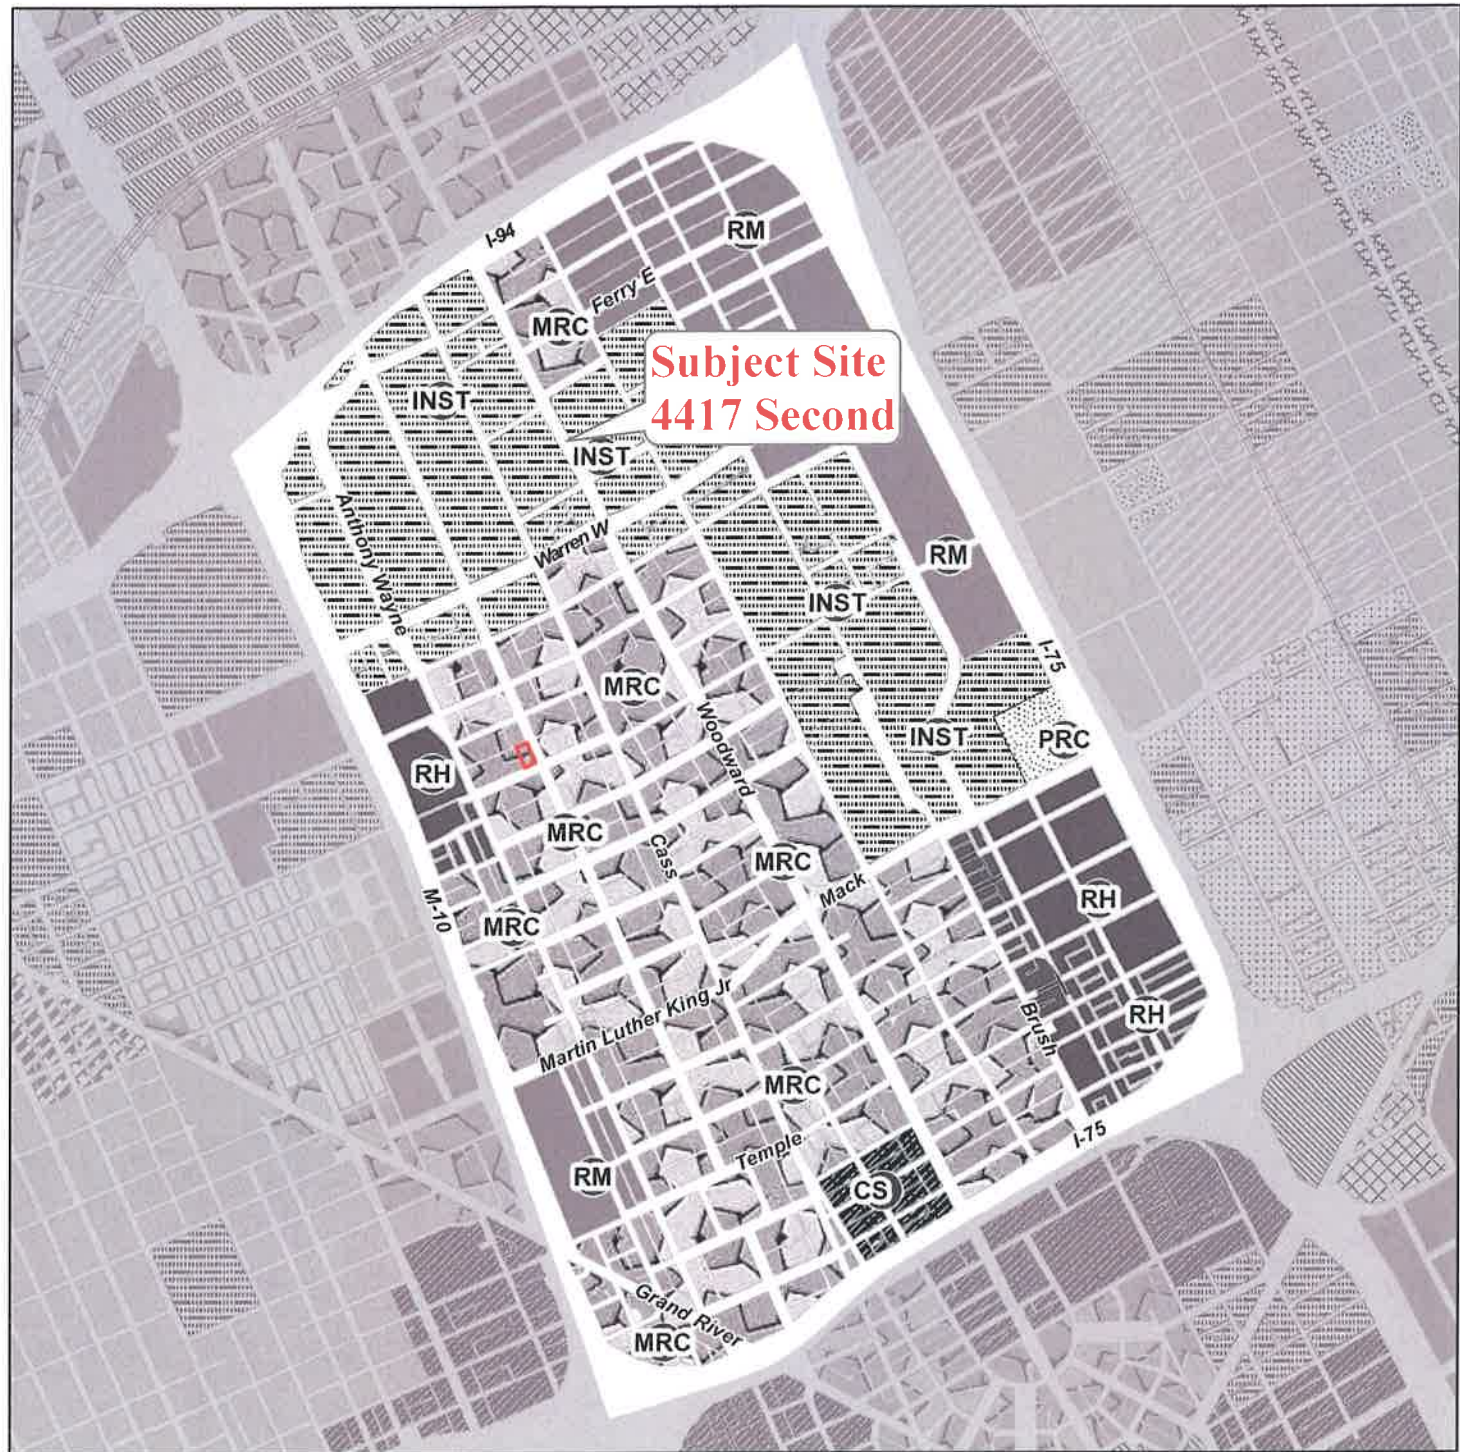 RM
I-94
Ferry E
MRC
Subject Site
4417 Second
INST
INST
Anthony Wayne
Warren W
RM
INST
I-75
MRC
Woodward
INST
PRC
RH
MRC
Cass
MRC
Mack
M-10
MRC
RH
Martin Luther King Jr
Brush
RH
MRC
Temple
I-75
RM
CS
Grand River
MRC